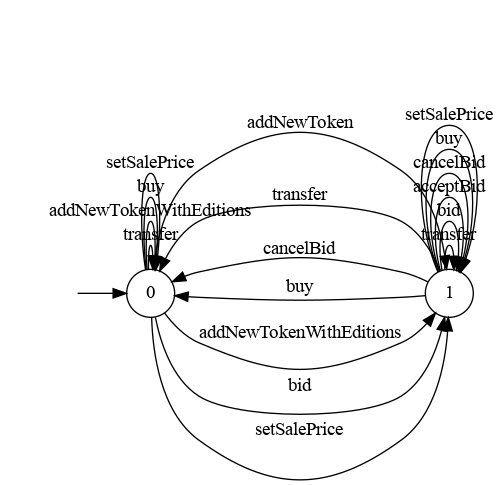 setSalePrice
addNewToken
buy
setSalePrice
cancelBid
buy
acceptBid
transfer
addNewTokenWithEditions
bid
transfer
transfer
cancelBid
0
1
buy
addNewTokenWithEditions
bid
setSalePrice